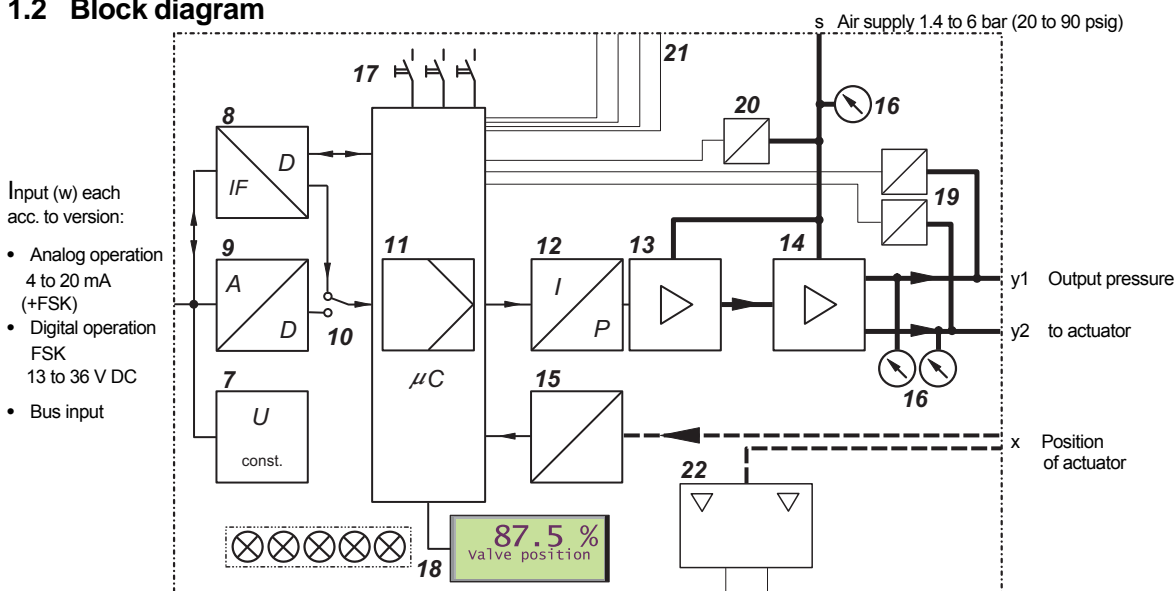 1.2 Block diagram
s Air supply 1.4 to 6 bar (20 to 90 psig)
17
21
16
20
8
D
IF
19
Input (w) each
acc. to version:
• Analog operation
4 to 20 mA
(+FSK)
• Digital operation
FSK
13 to 36 V DC
• Bus input
9
A
D
10
11
μC
12
I
P
13
14
y1 Output pressure
y2 to actuator
16
7
U
const.
15
x Position
of actuator
22
18
87.5 %
Valve position